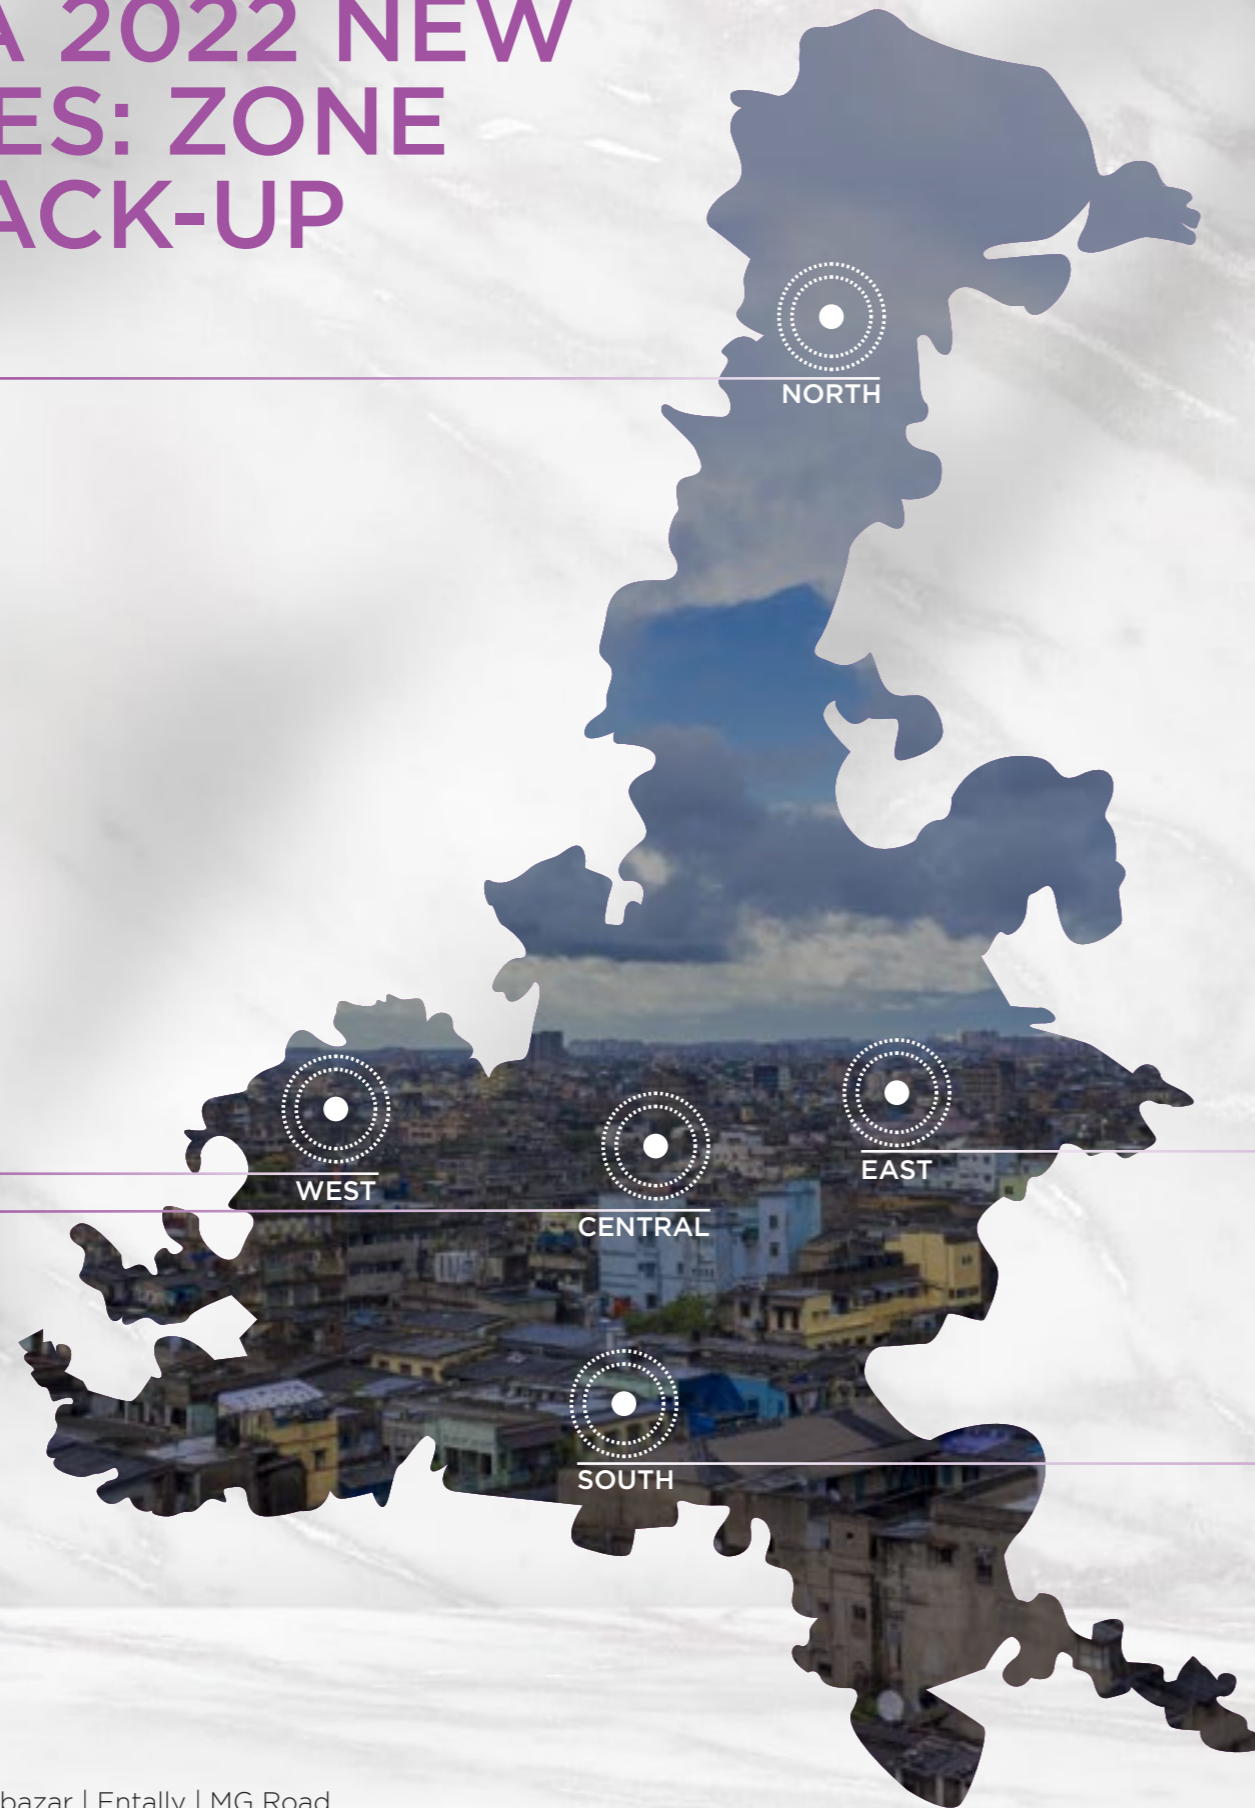 A 2022 NEW
ES: ZONE
ACK-UP
NORTH
WEST
EAST
CENTRAL
SOUTH
bazar | Entally | MG Road